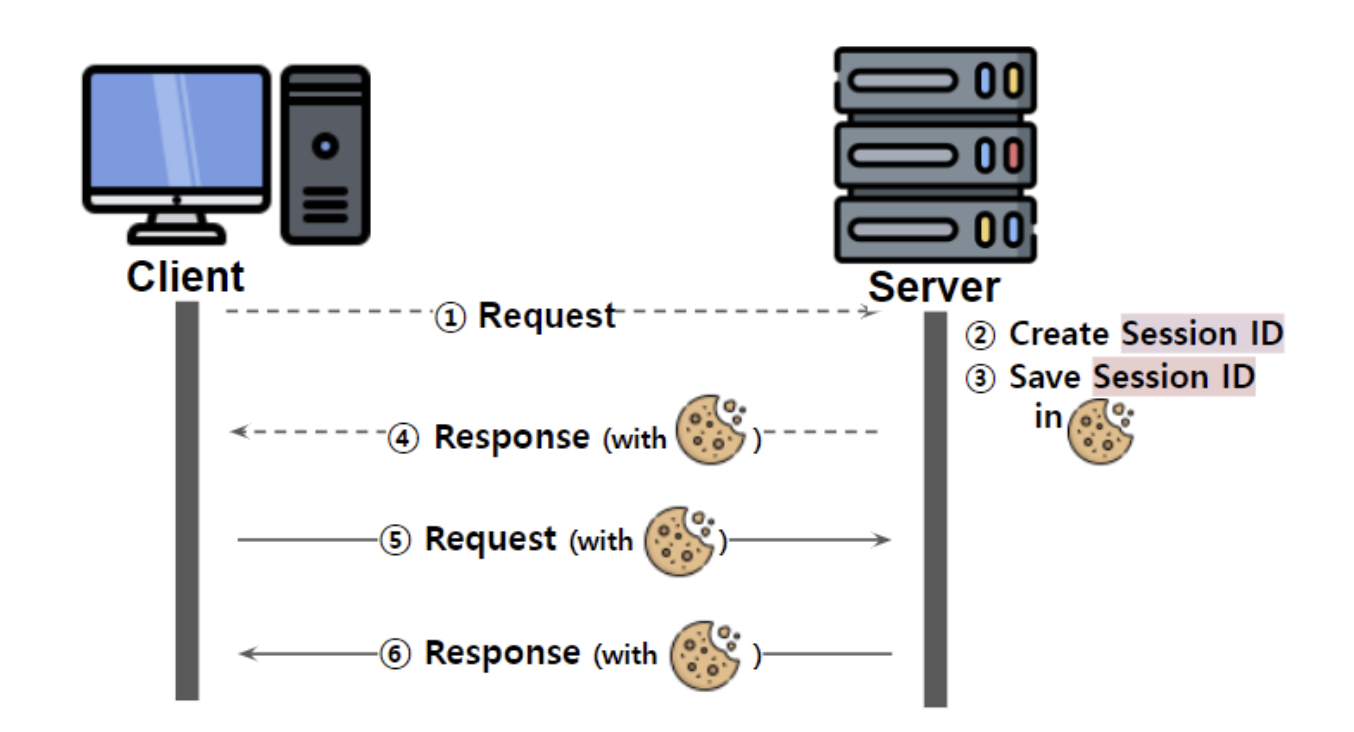 Client
Server
① Request
② Create Session ID
③ Save Session ID
in
④ Response (with )
⑤ Request (with )
⑥ Response (with )